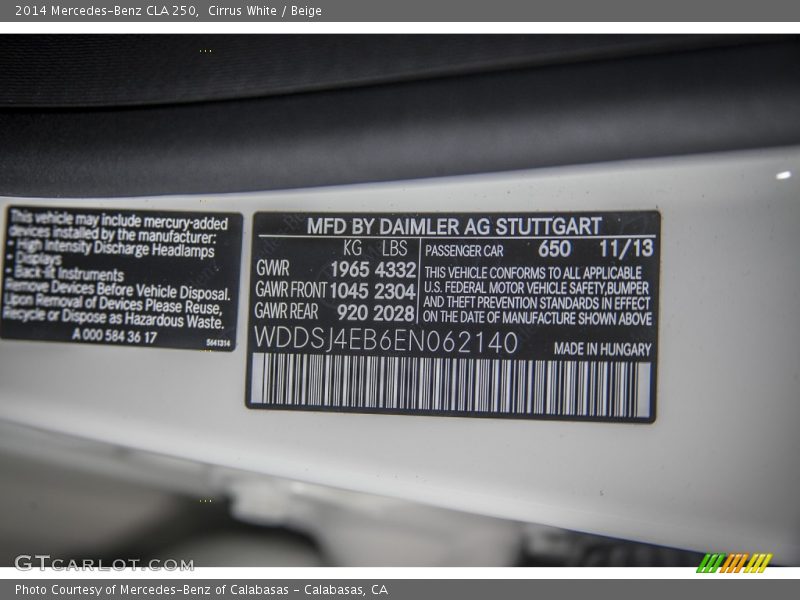 2014 Mercedes-Benz CLA 250, Cirrus White / Beige
This vehicle may include mercury-added
devices installed by the manufacturer:
- High Intensity Discharge Headlamps
- Displays
- Back-lit Instruments
Remove Devices Before Vehicle Disposal.
Upon Removal of Devices Please Reuse,
Recycle or Dispose as Hazardous Waste.
A 000 584 36 17
5641314
MFD BY DAIMLER AG STUTTGART
KG LBS
GWR 1965 4332
GAWR FRONT 1045 2304
GAWR REAR 920 2028
PASSENGER CAR 650 11/13
THIS VEHICLE CONFORMS TO ALL APPLICABLE
U.S. FEDERAL MOTOR VEHICLE SAFETY,BUMPER
AND THEFT PREVENTION STANDARDS IN EFFECT
ON THE DATE OF MANUFACTURE SHOWN ABOVE
WDDSJ4EB6EN062140
MADE IN HUNGARY
GTCARLOT.COM
Photo Courtesy of Mercedes-Benz of Calabasas - Calabasas, CA